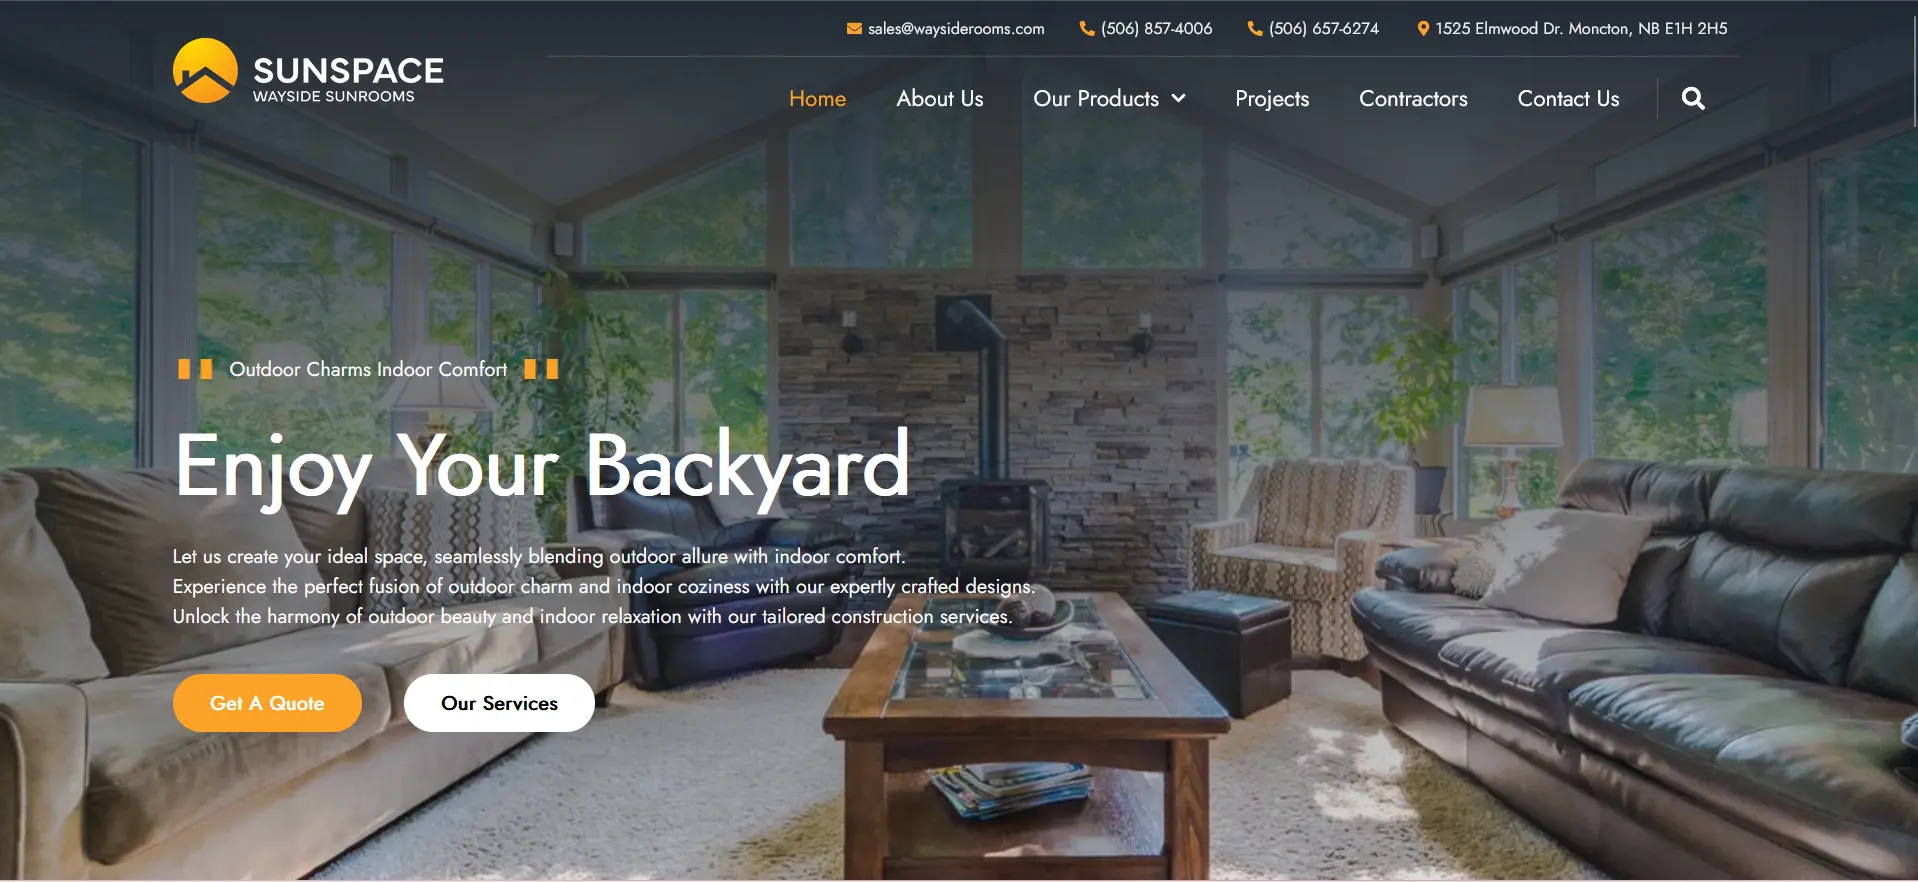 sales@waysiderooms.com
(506) 857-4006
(506) 657-6274
1525 Elmwood Dr. Moncton, NB E1H 2H5
SUNSPACE
WAYSIDE SUNROOMS
Home
About Us
Our Products
Projects
Contractors
Contact Us
Outdoor Charms Indoor Comfort
Enjoy Your Backyard
Let us create your ideal space, seamlessly blending outdoor allure with indoor comfort.
Experience the perfect fusion of outdoor charm and indoor coziness with our expertly crafted designs.
Unlock the harmony of outdoor beauty and indoor relaxation with our tailored construction services.
Get A Quote
Our Services